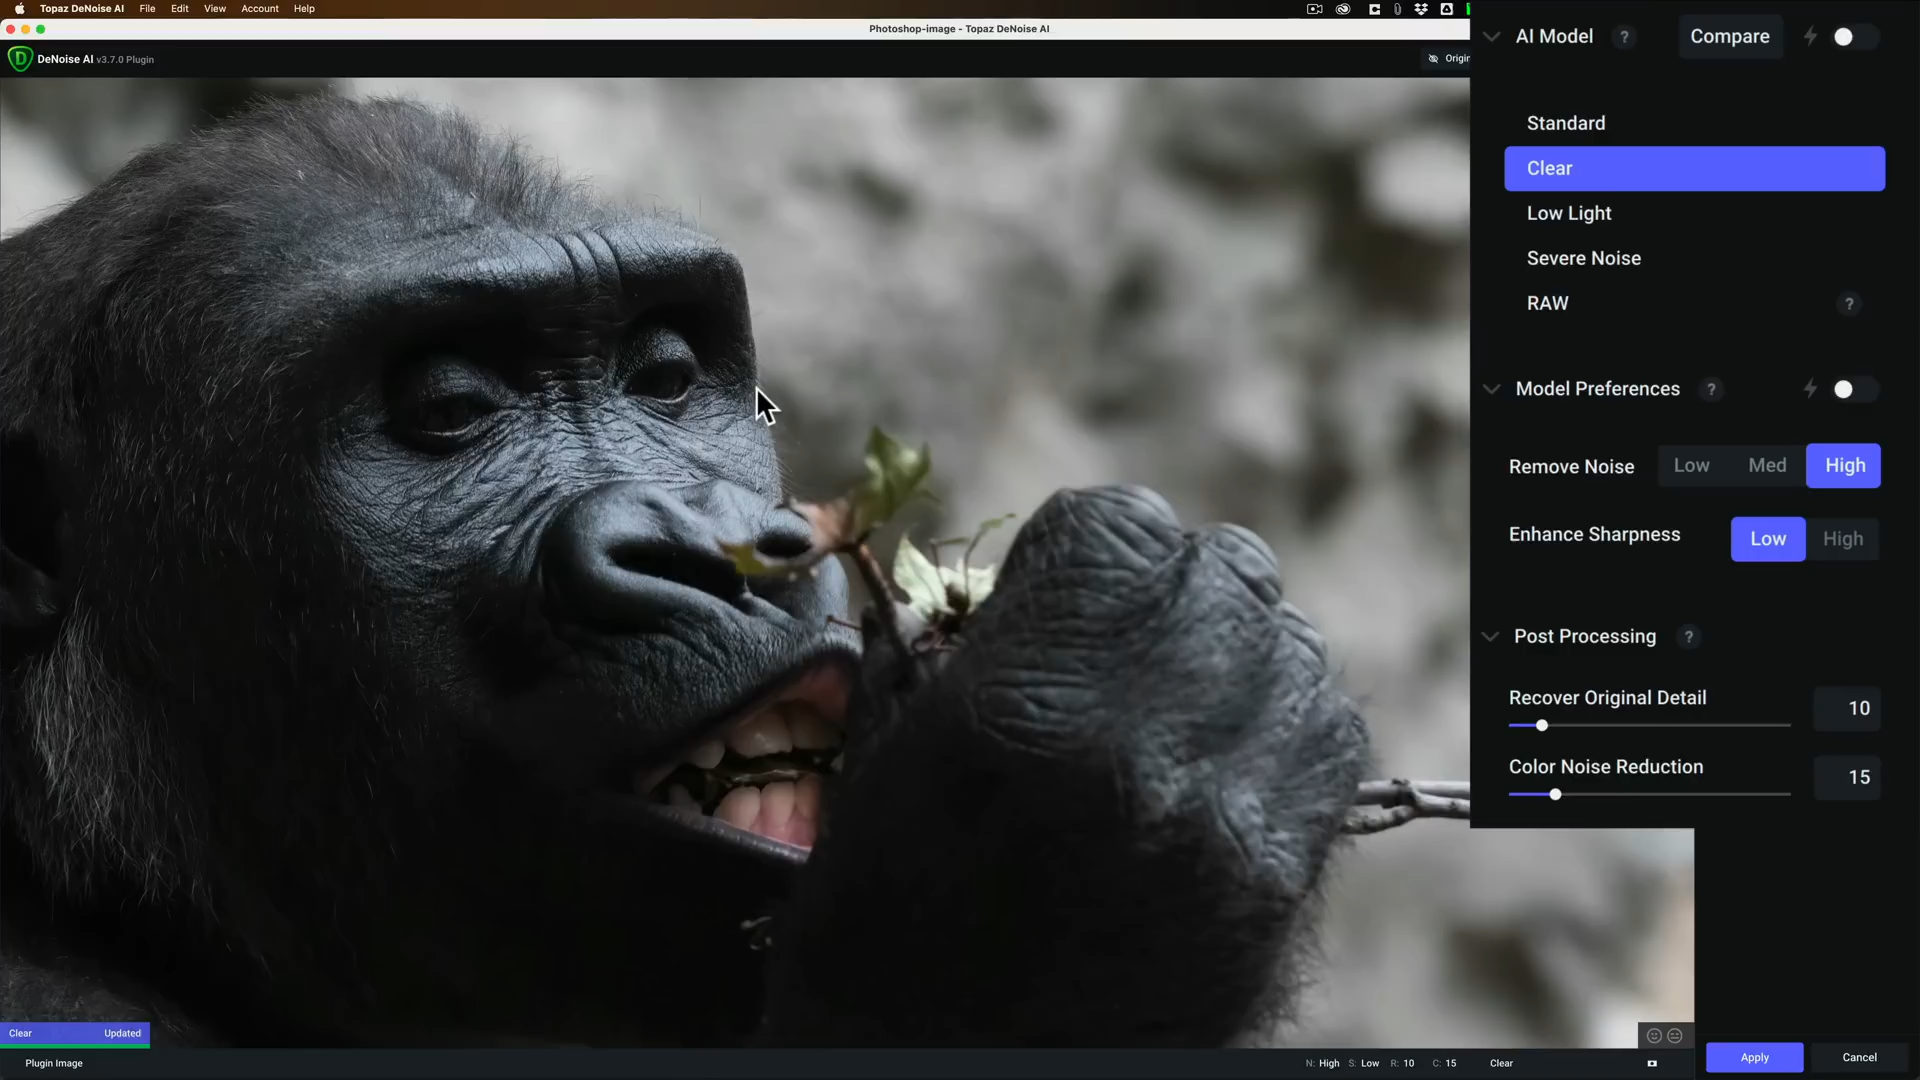 Topaz DeNoise AI File Edit View Account Help
Photoshop-image - Topaz DeNoise AI
DeNoise AI v3.7.0 Plugin
Origin
AI Model ? Compare
Standard
Clear
Low Light
Severe Noise
RAW ?
Model Preferences ?
Remove Noise Low Med High
Enhance Sharpness Low High
Post Processing ?
Recover Original Detail 10
Color Noise Reduction 15
Clear Updated
Plugin Image N: High S: Low R: 10 C: 15 Clear
Apply Cancel